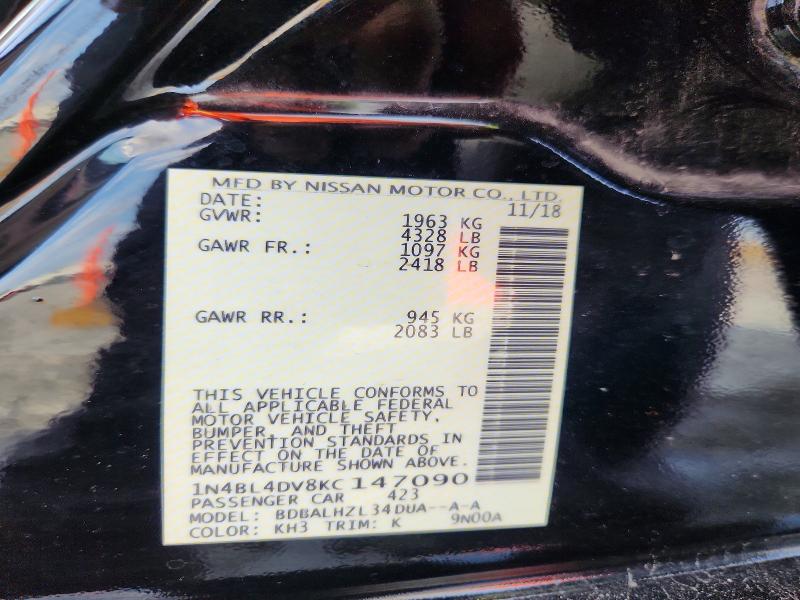 MFD BY NISSAN MOTOR CO., LTD.
DATE: 11/18
GVWR: 1963 KG
4328 LB
GAWR FR.: 1097 KG
2418 LB
GAWR RR.: 945 KG
2083 LB
THIS VEHICLE CONFORMS TO
ALL APPLICABLE FEDERAL
MOTOR VEHICLE SAFETY,
BUMPER, AND THEFT
PREVENTION STANDARDS IN
EFFECT ON THE DATE OF
MANUFACTURE SHOWN ABOVE.
1N4BL4DV8KC147090
PASSENGER CAR 423
MODEL: BDBALHZL34DUA--A-A
COLOR: KH3 TRIM: K 9N00A